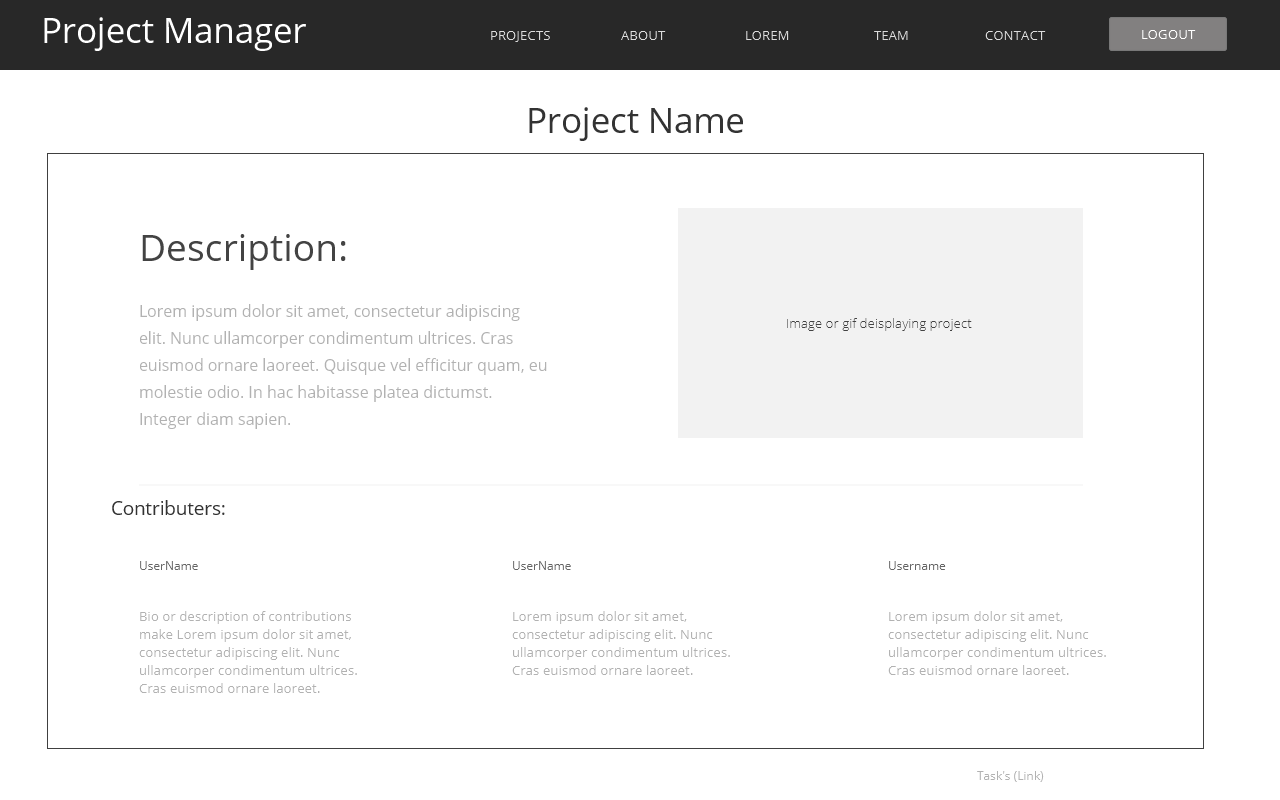 Project Manager
PROJECTS ABOUT LOREM TEAM CONTACT LOGOUT
Project Name
Description:
Lorem ipsum dolor sit amet, consectetur adipiscing
elit. Nunc ullamcorper condimentum ultrices. Cras
euismod ornare laoreet. Quisque vel efficitur quam, eu
molestie odio. In hac habitasse platea dictumst.
Integer diam sapien.
Image or gif deisplaying project
Contributers:
UserName
Bio or description of contributions
make Lorem ipsum dolor sit amet,
consectetur adipiscing elit. Nunc
ullamcorper condimentum ultrices.
Cras euismod ornare laoreet.
UserName
Lorem ipsum dolor sit amet,
consectetur adipiscing elit. Nunc
ullamcorper condimentum ultrices.
Cras euismod ornare laoreet.
Username
Lorem ipsum dolor sit amet,
consectetur adipiscing elit. Nunc
ullamcorper condimentum ultrices.
Cras euismod ornare laoreet.
Task's (Link)